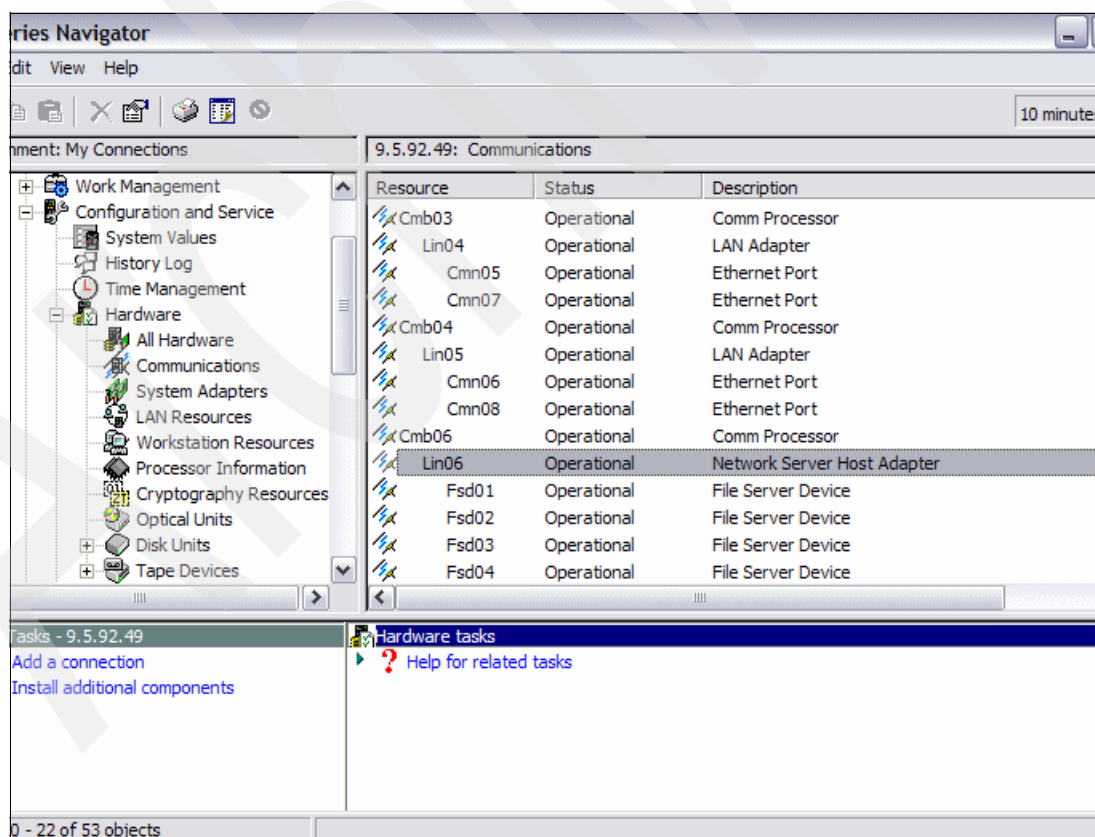 ries Navigator
Edit View Help
10 minutes
nment: My Connections
9.5.92.49: Communications
Work Management
Configuration and Service
System Values
History Log
Time Management
Hardware
All Hardware
Communications
System Adapters
LAN Resources
Workstation Resources
Processor Information
Cryptography Resources
Optical Units
Disk Units
Tape Devices
Resource Status Description
Cmb03 Operational Comm Processor
Lin04 Operational LAN Adapter
Cmn05 Operational Ethernet Port
Cmn07 Operational Ethernet Port
Cmb04 Operational Comm Processor
Lin05 Operational LAN Adapter
Cmn06 Operational Ethernet Port
Cmn08 Operational Ethernet Port
Cmb06 Operational Comm Processor
Lin06 Operational Network Server Host Adapter
Fsd01 Operational File Server Device
Fsd02 Operational File Server Device
Fsd03 Operational File Server Device
Fsd04 Operational File Server Device
Tasks - 9.5.92.49
Add a connection
Install additional components
Hardware tasks
Help for related tasks
0 - 22 of 53 objects